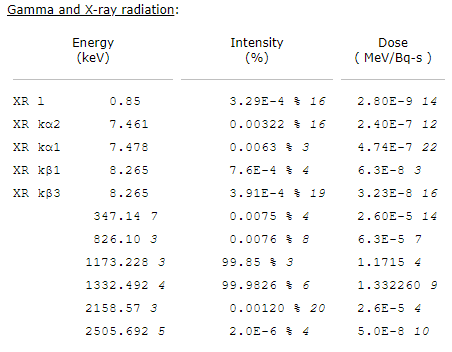 Gamma and X-ray radiation:
Energy (keV) Intensity (%) Dose ( MeV/Bq-s )
XR l 0.85 3.29E-4 % 16 2.80E-9 14
XR kα2 7.461 0.00322 % 16 2.40E-7 12
XR kα1 7.478 0.0063 % 3 4.74E-7 22
XR kβ1 8.265 7.6E-4 % 4 6.3E-8 3
XR kβ3 8.265 3.91E-4 % 19 3.23E-8 16
347.14 7 0.0075 % 4 2.60E-5 14
826.10 3 0.0076 % 8 6.3E-5 7
1173.228 3 99.85 % 3 1.1715 4
1332.492 4 99.9826 % 6 1.332260 9
2158.57 3 0.00120 % 20 2.6E-5 4
2505.692 5 2.0E-6 % 4 5.0E-8 10